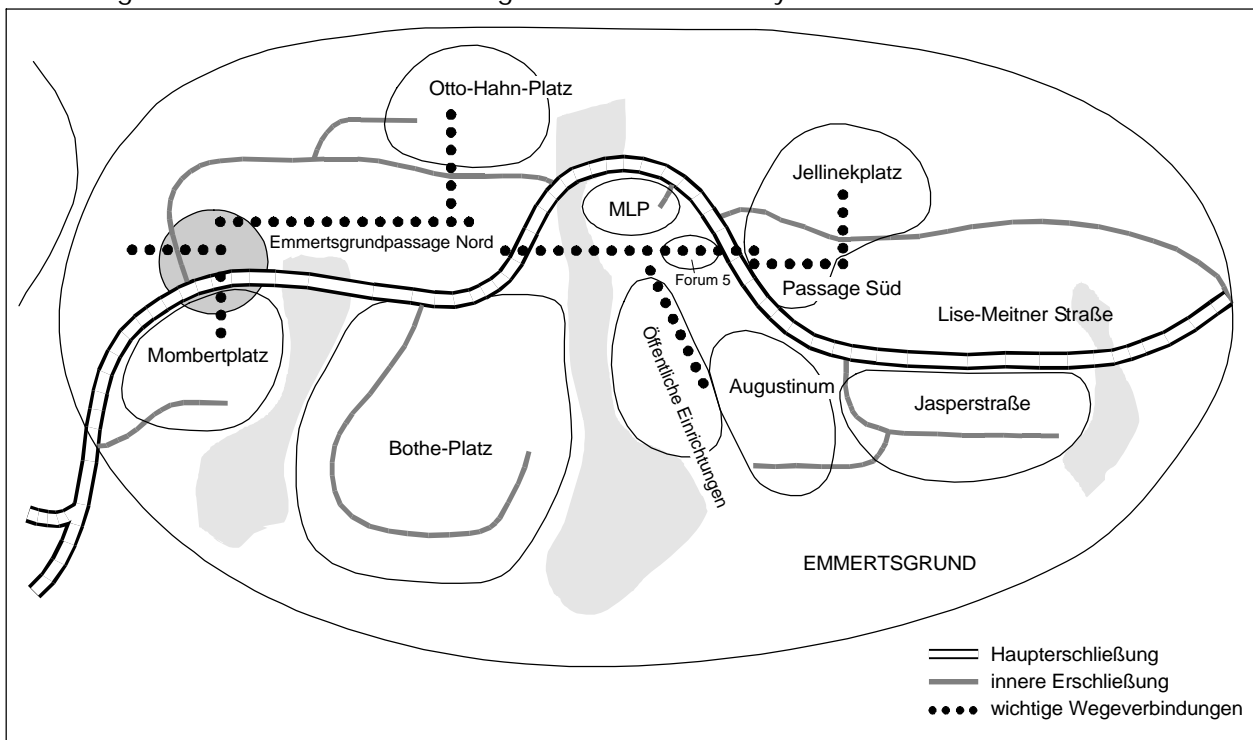 Otto-Hahn-Platz
Jellinekplatz
MLP
Emmertsgrundpassage Nord
Forum 5
Passage Süd
Lise-Meitner Straße
Mombertplatz
Öffentliche Einrichtungen
Augustinum
Jasperstraße
Bothe-Platz
EMMERTSGRUND
Haupterschließung
innere Erschließung
wichtige Wegeverbindungen